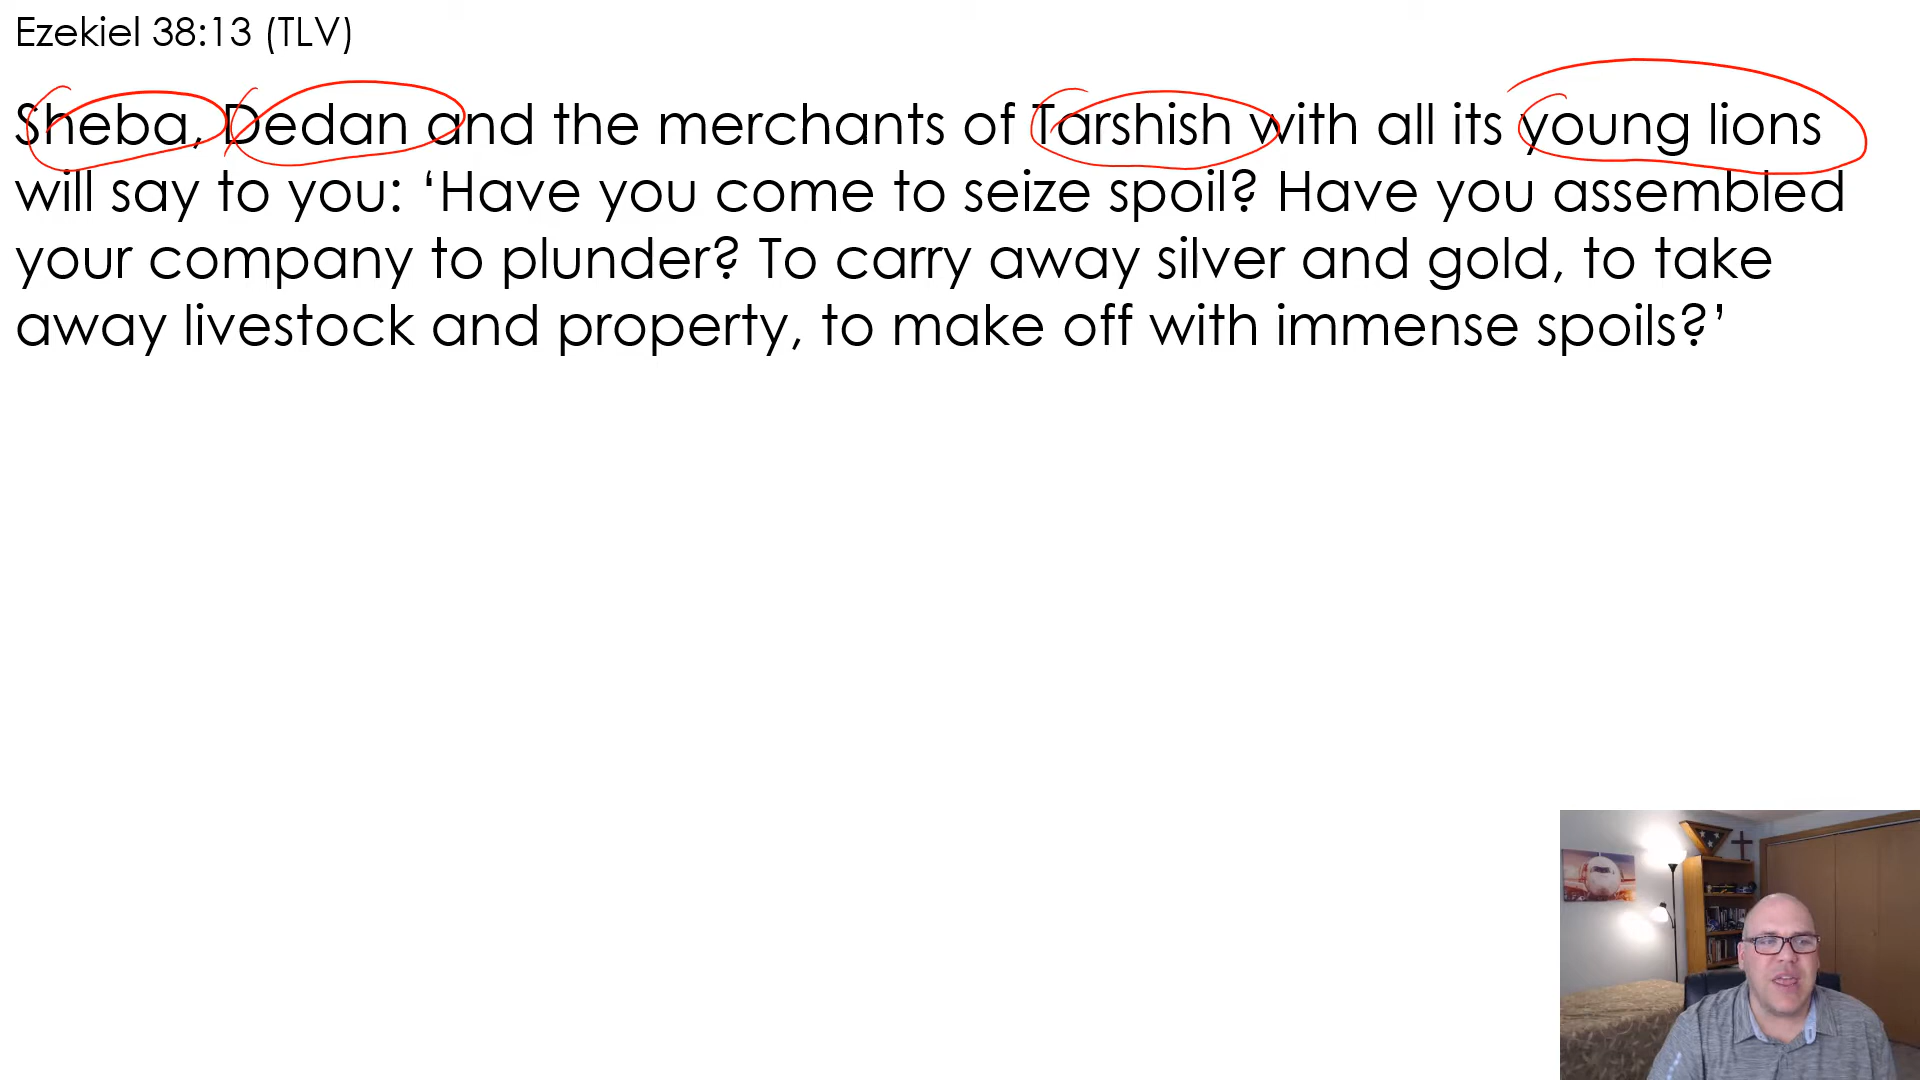 Ezekiel 38:13 (TLV)
Sheba, Dedan and the merchants of Tarshish with all its young lions
will say to you: ‘Have you come to seize spoil? Have you assembled
your company to plunder? To carry away silver and gold, to take
away livestock and property, to make off with immense spoils?’